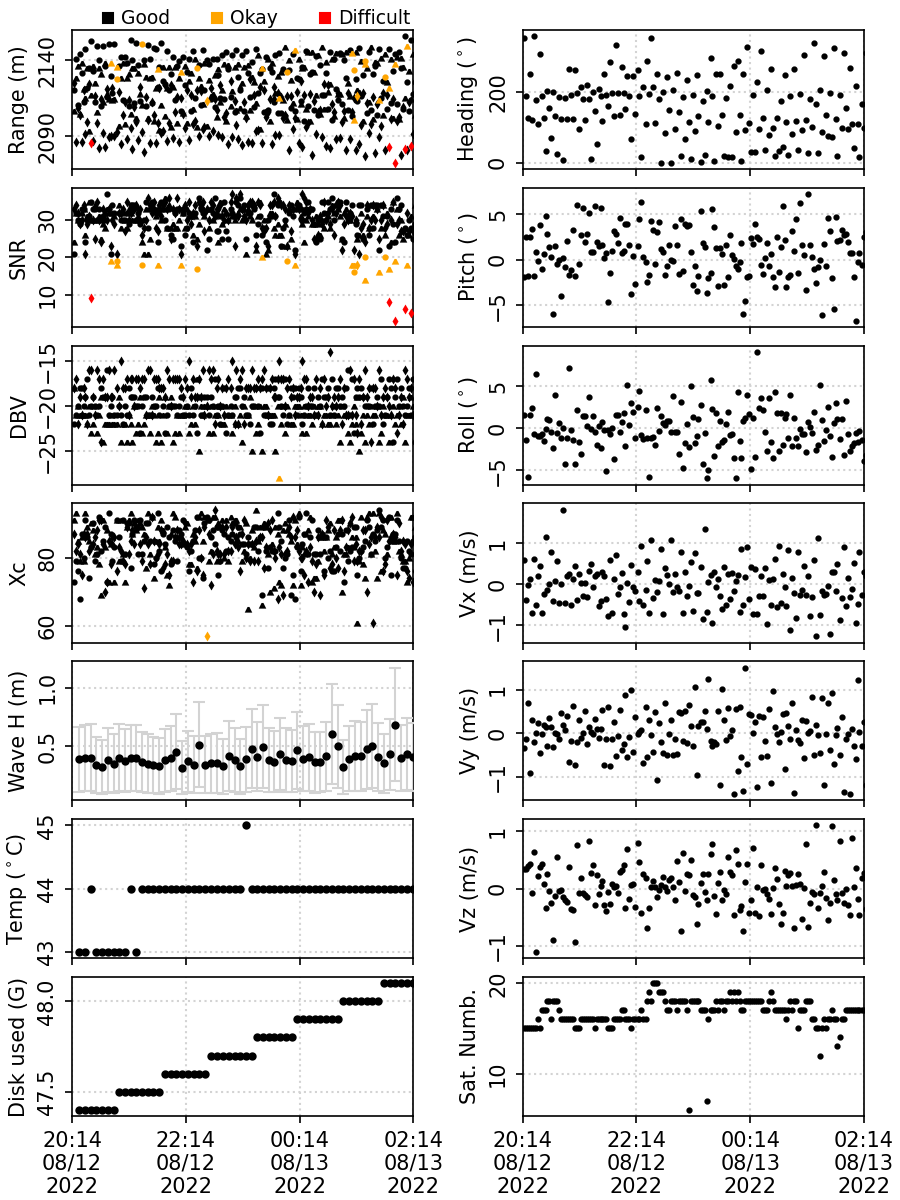 Good Okay Difficult
Range (m)
2140
2090
Heading (°)
200
0
SNR
30
20
10
Pitch (°)
5
0
−5
DBV
−15
−20
−25
Roll (°)
5
0
−5
Xc
80
60
Vx (m/s)
1
0
−1
Wave H (m)
1.0
0.5
Vy (m/s)
1
0
−1
Temp (°C)
45
44
43
Vz (m/s)
1
0
−1
Disk used (G)
48.0
47.5
Sat. Numb.
20
10
20:14 22:14 00:14 02:14
08/12 08/12 08/13 08/13
2022 2022 2022 2022
20:14 22:14 00:14 02:14
08/12 08/12 08/13 08/13
2022 2022 2022 2022